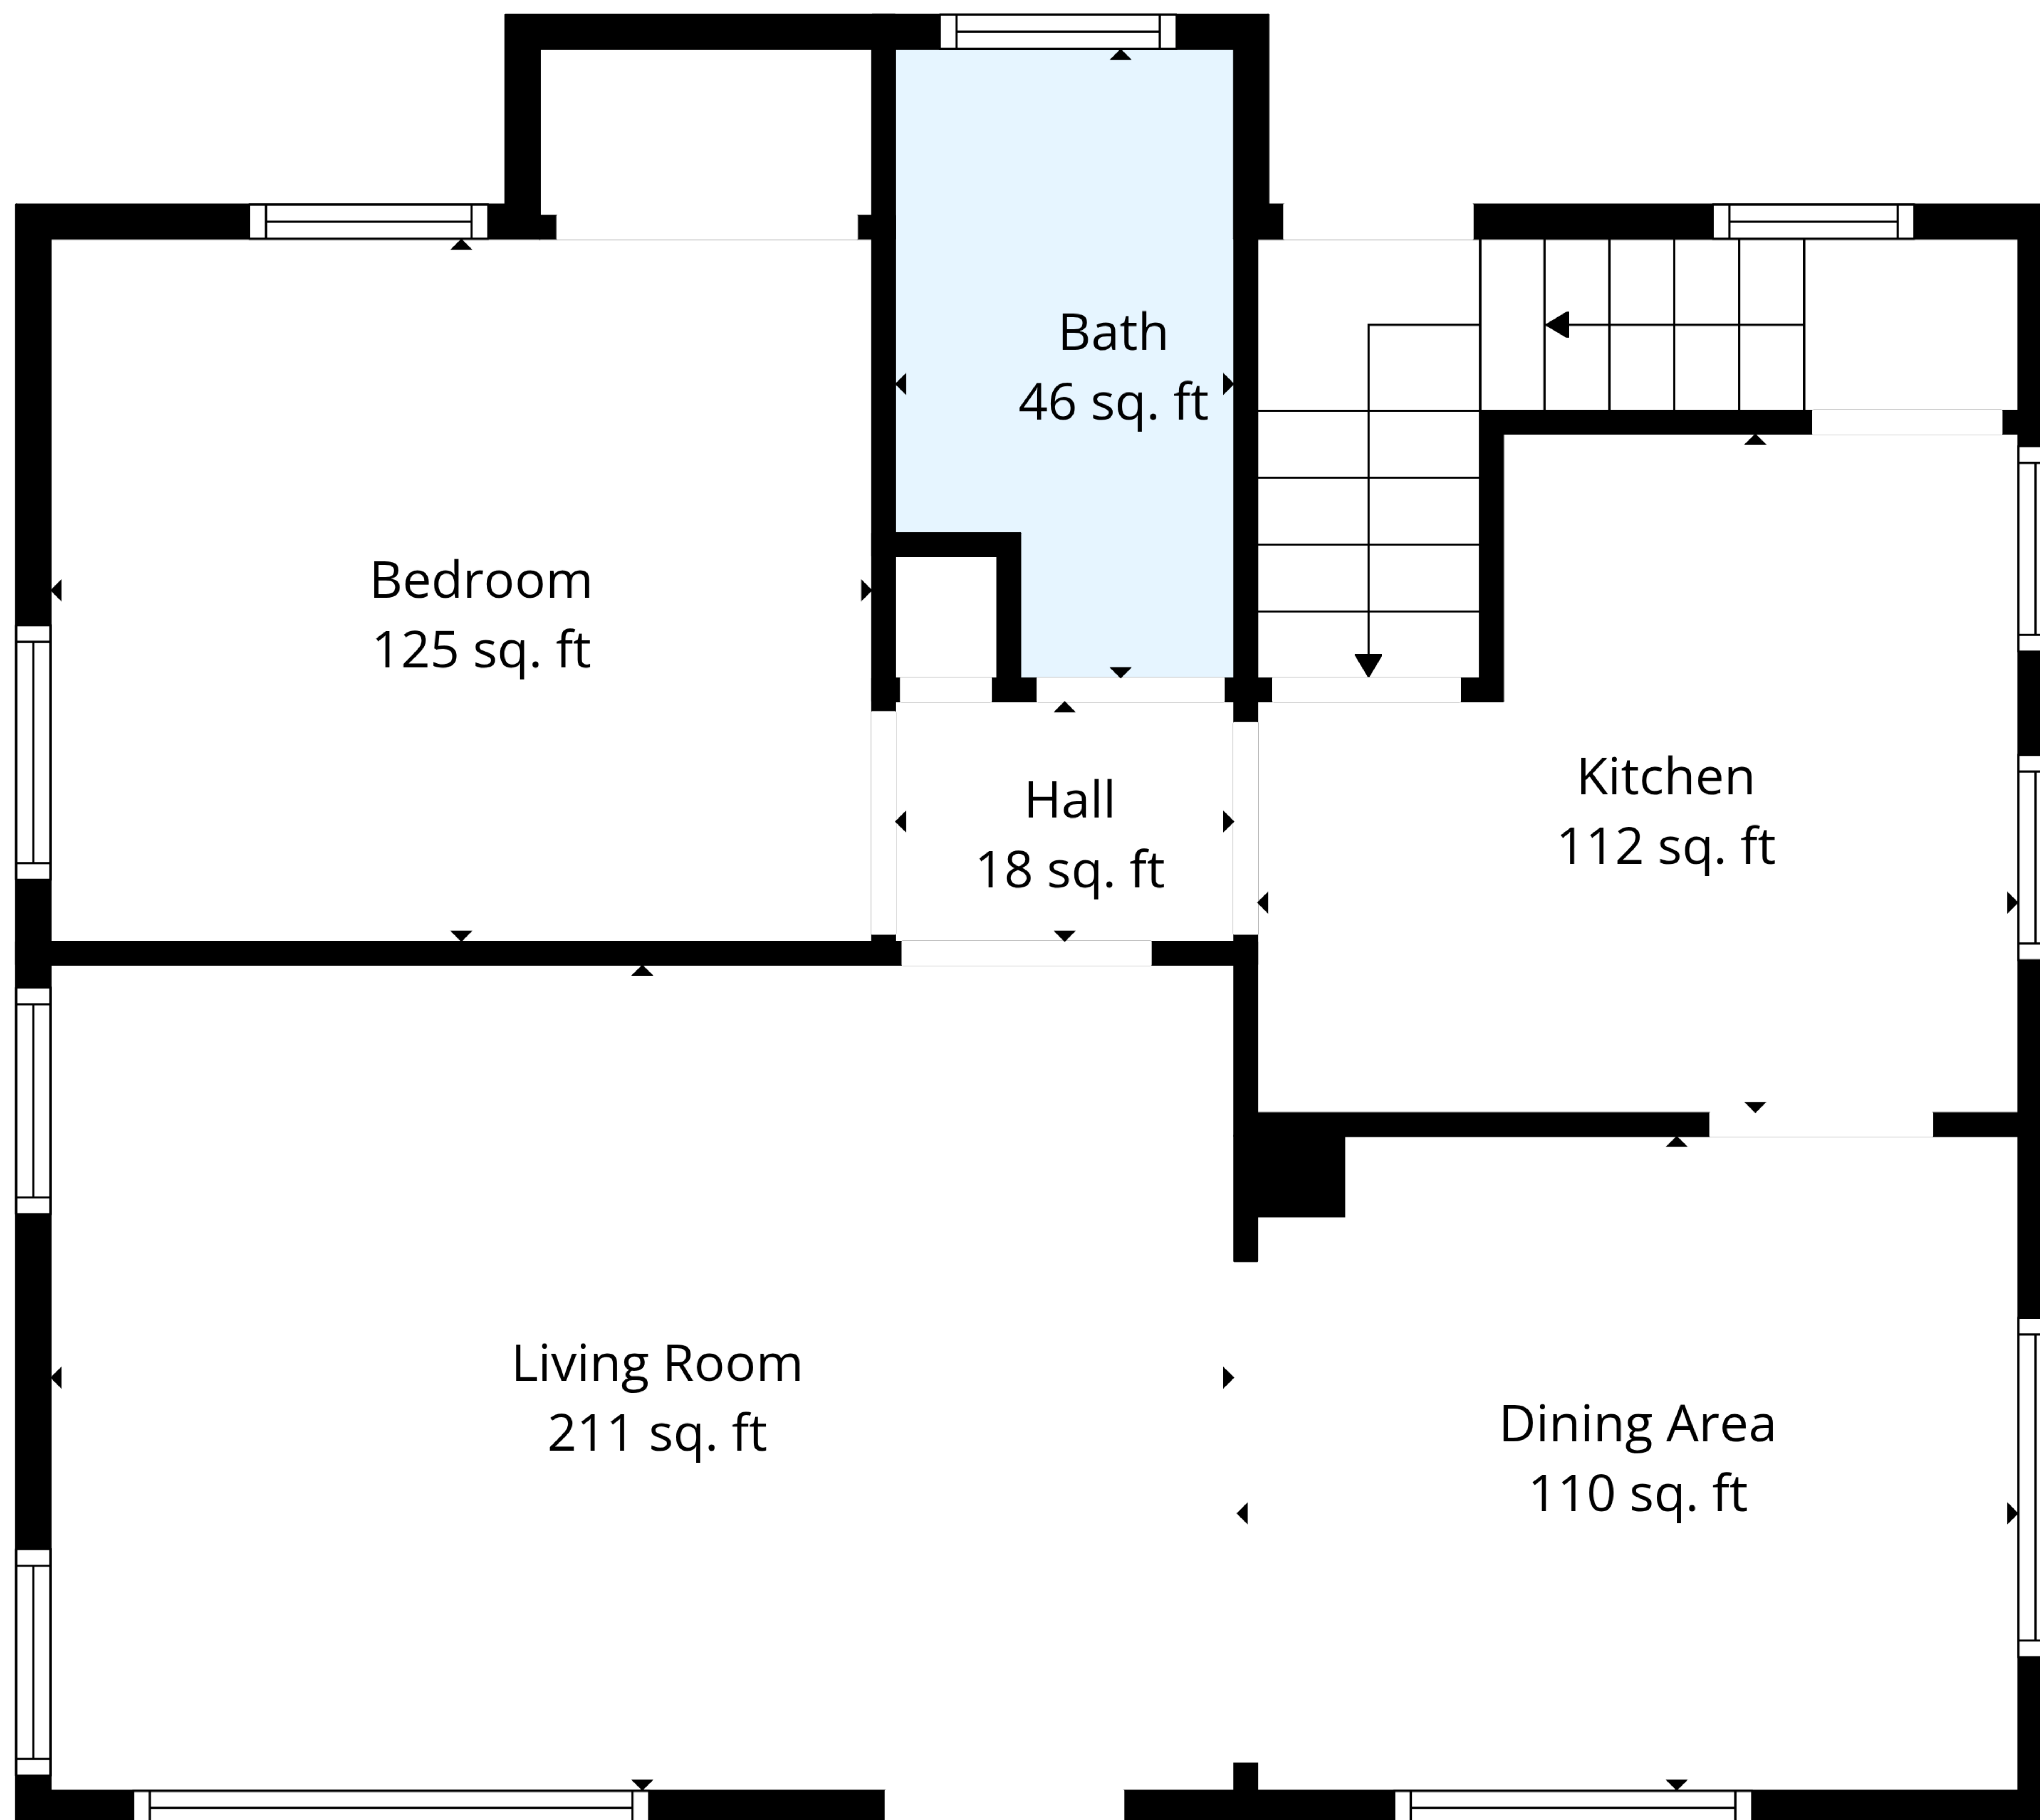 Bath
46 sq. ft
Bedroom
125 sq. ft
Hall
18 sq. ft
Kitchen
112 sq. ft
Living Room
211 sq. ft
Dining Area
110 sq. ft